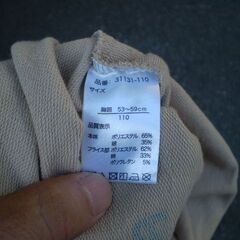 品番 31131-110
サイズ
胸囲 53〜59cm
110
品質表示
本体 ポリエステル 65%
綿 35%
フライス部 ポリエステル 62%
綿 33%
ポリウレタン 5%